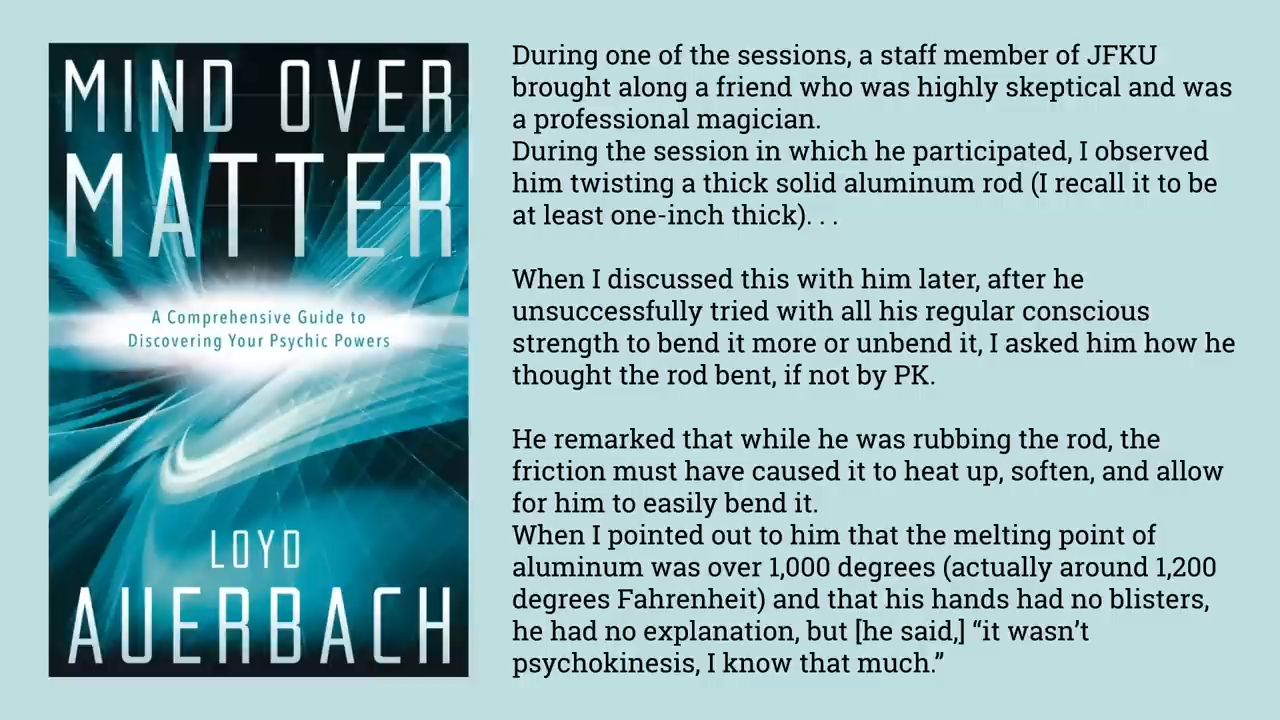 MIND OVER
MATTER
A Comprehensive Guide to
Discovering Your Psychic Powers
LOYD
AUERBACH
During one of the sessions, a staff member of JFKU
brought along a friend who was highly skeptical and was
a professional magician.
During the session in which he participated, I observed
him twisting a thick solid aluminum rod (I recall it to be
at least one-inch thick). . .
When I discussed this with him later, after he
unsuccessfully tried with all his regular conscious
strength to bend it more or unbend it, I asked him how he
thought the rod bent, if not by PK.
He remarked that while he was rubbing the rod, the
friction must have caused it to heat up, soften, and allow
for him to easily bend it.
When I pointed out to him that the melting point of
aluminum was over 1,000 degrees (actually around 1,200
degrees Fahrenheit) and that his hands had no blisters,
he had no explanation, but [he said,] “it wasn’t
psychokinesis, I know that much.”